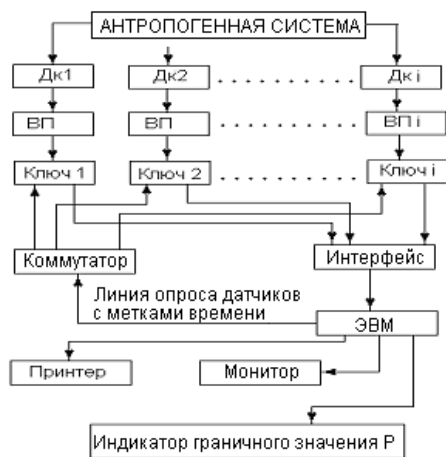 АНТРОПОГЕННАЯ СИСТЕМА
Дк1 Дк2 . . . . . . . . . . Дк i
ВП ВП . . . . . . . . . . ВП i
Ключ 1 Ключ 2 . . . . . . . . . . Ключ i
Коммутатор Интерфейс
Линия опроса датчиков
с метками времени
ЭВМ
Принтер Монитор
Индикатор граничного значения Р